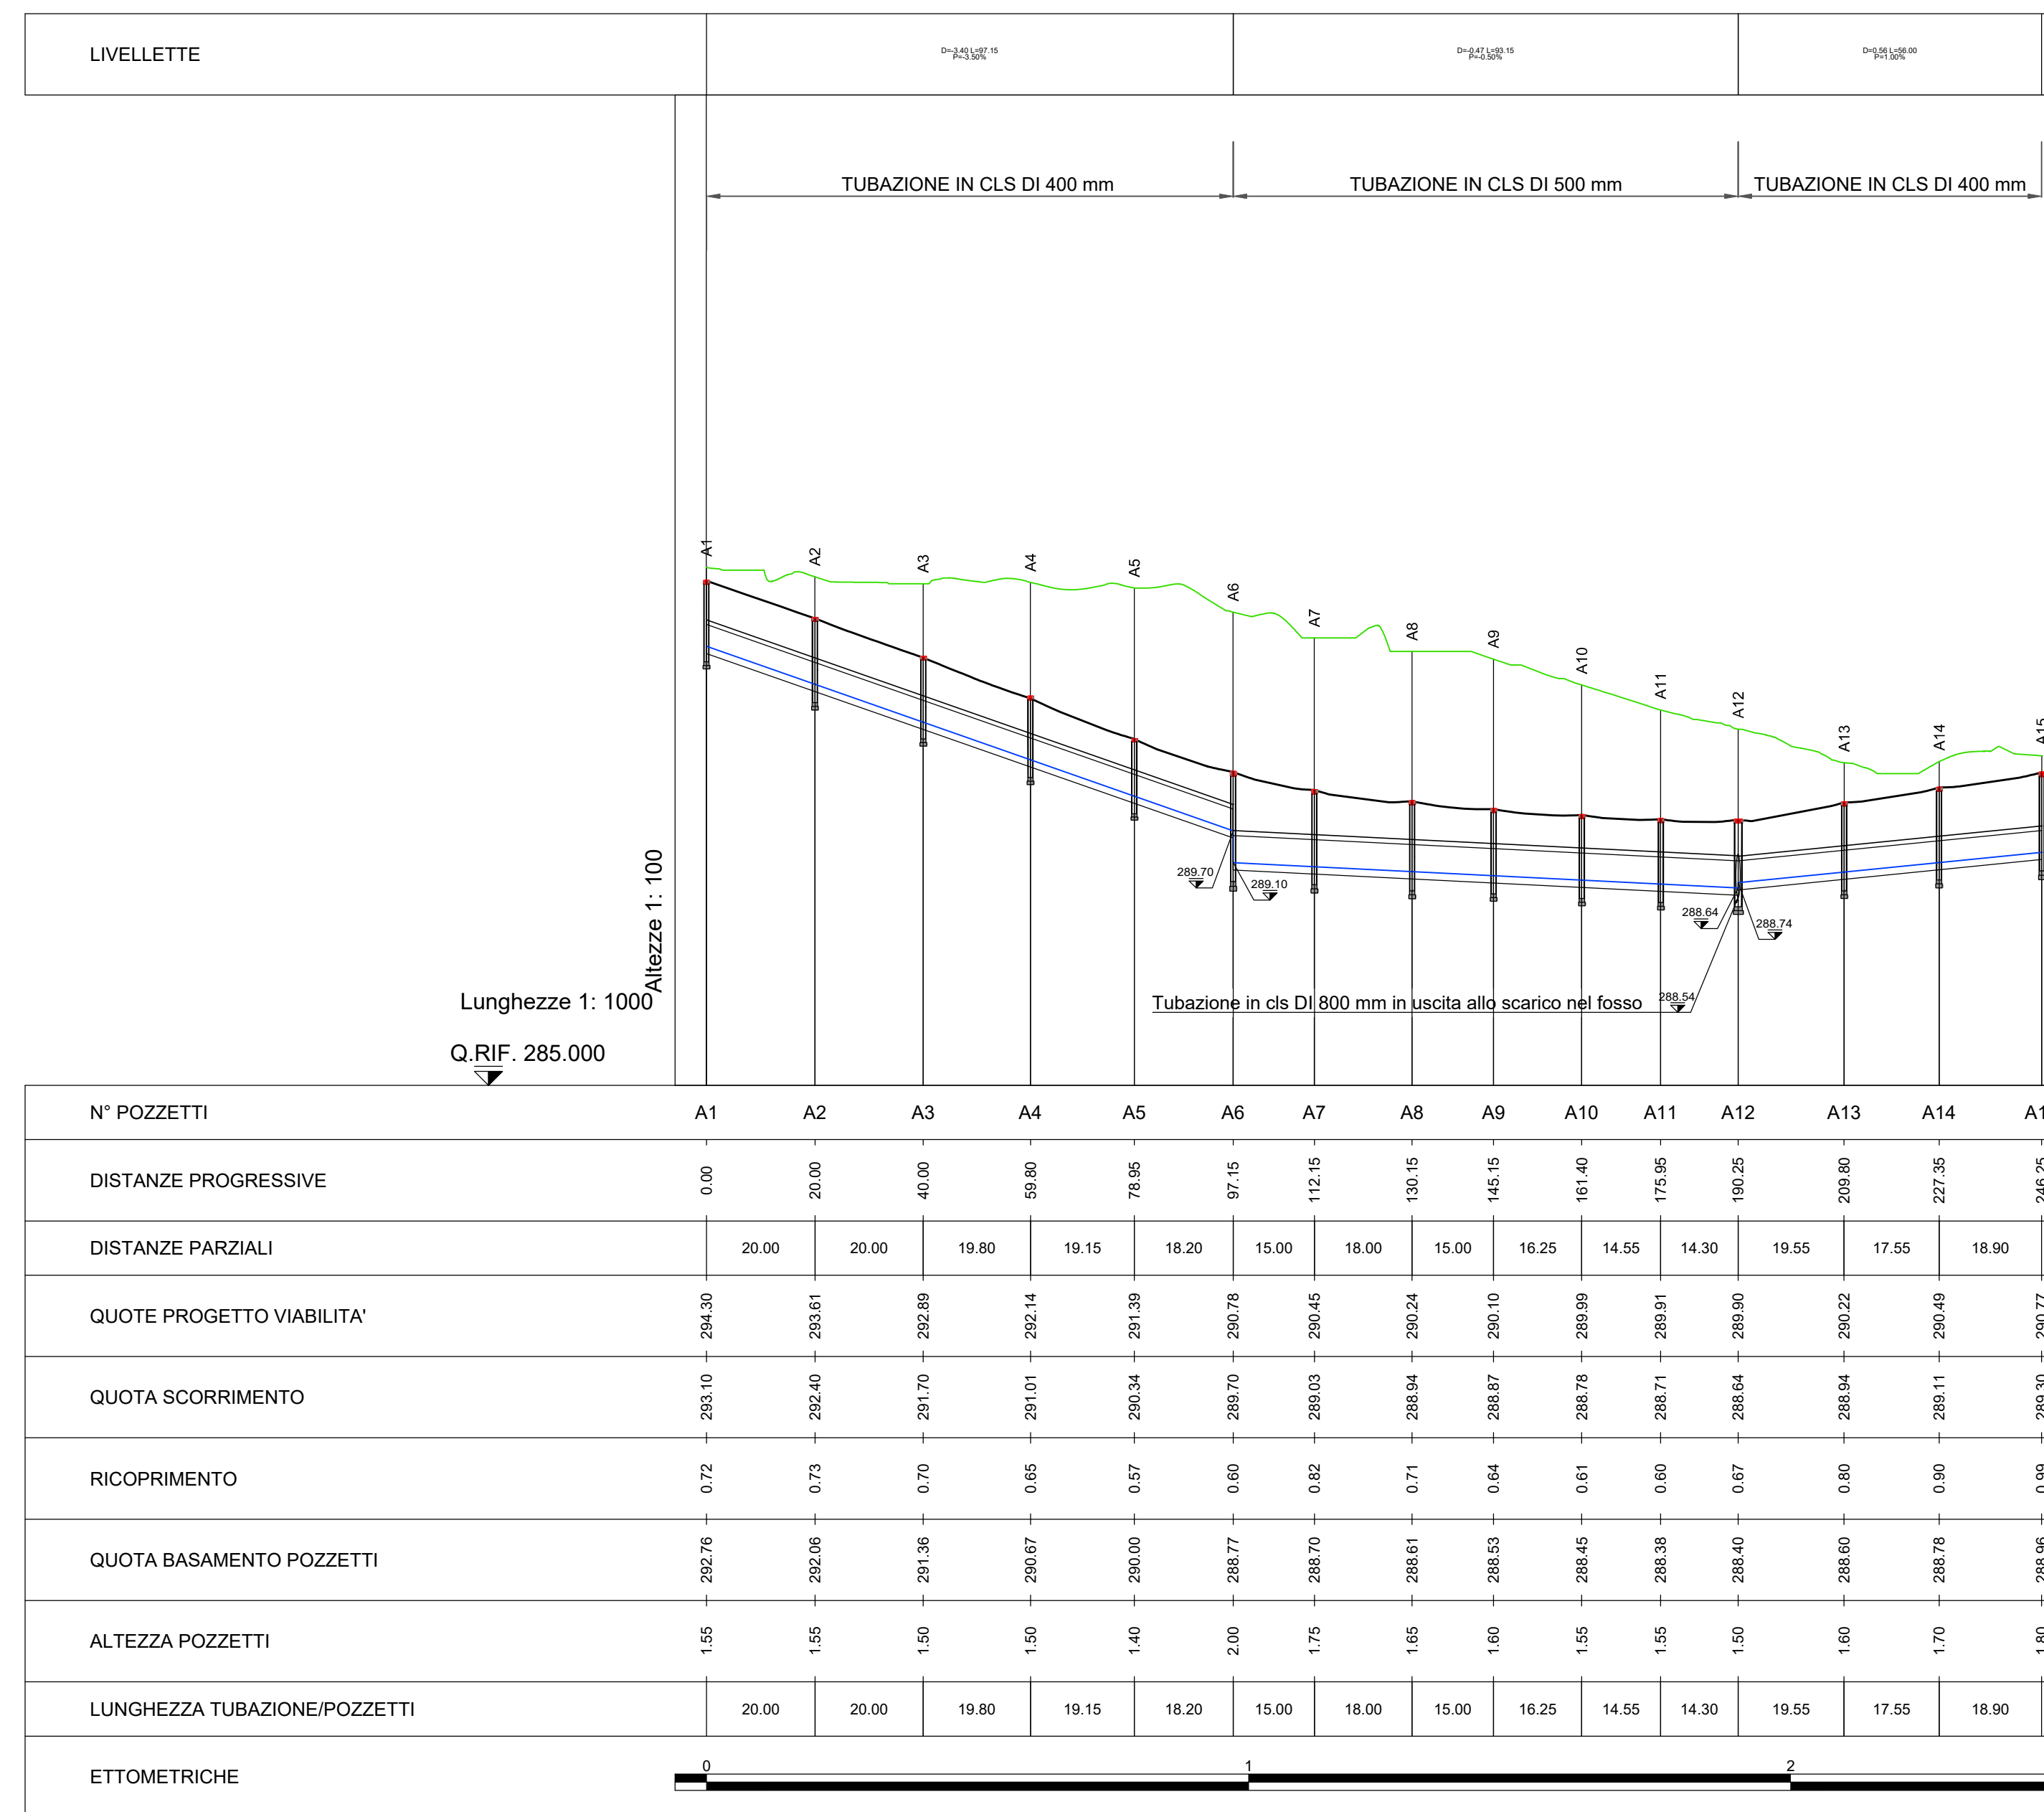 LIVELLETTE
D=-3.40 L=97.15
P=-3.50%
D=-0.47 L=93.15
P=-0.50%
D=0.56 L=56.00
P=1.00%
TUBAZIONE IN CLS DI 400 mm
TUBAZIONE IN CLS DI 500 mm
TUBAZIONE IN CLS DI 400 mm
A1
A2
A3
A4
A5
A6
A7
A8
A9
A10
A11
A12
A13
A14
A15
289.70
289.10
288.64
288.74
288.54
Tubazione in cls DI 800 mm in uscita allo scarico nel fosso
Altezze 1: 100
Lunghezze 1: 1000
Q.RIF. 285.000
N° POZZETTI A1 A2 A3 A4 A5 A6 A7 A8 A9 A10 A11 A12 A13 A14
DISTANZE PROGRESSIVE 0.00 20.00 40.00 59.80 78.95 97.15 112.15 130.15 145.15 161.40 175.95 190.25 209.80 227.35 246.25
DISTANZE PARZIALI 20.00 20.00 19.80 19.15 18.20 15.00 18.00 15.00 16.25 14.55 14.30 19.55 17.55 18.90
QUOTE PROGETTO VIABILITA' 294.30 293.61 292.89 292.14 291.39 290.78 290.45 290.24 290.10 289.99 289.91 289.90 290.22 290.49 290.77
QUOTA SCORRIMENTO 293.10 292.40 291.70 291.01 290.34 289.70 289.03 288.94 288.87 288.78 288.71 288.64 288.94 289.11 289.30
RICOPRIMENTO 0.72 0.73 0.70 0.65 0.57 0.60 0.82 0.71 0.64 0.61 0.60 0.67 0.80 0.90 0.99
QUOTA BASAMENTO POZZETTI 292.76 292.06 291.36 290.67 290.00 288.77 288.70 288.61 288.53 288.45 288.38 288.40 288.60 288.78 288.96
ALTEZZA POZZETTI 1.55 1.55 1.50 1.50 1.40 2.00 1.75 1.65 1.60 1.55 1.55 1.50 1.60 1.70 1.80
LUNGHEZZA TUBAZIONE/POZZETTI 20.00 20.00 19.80 19.15 18.20 15.00 18.00 15.00 16.25 14.55 14.30 19.55 17.55 18.90
ETTOMETRICHE 0 1 2